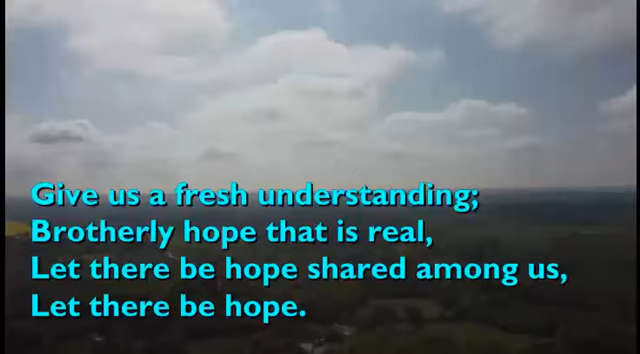 Give us a fresh understanding;
Brotherly hope that is real,
Let there be hope shared among us,
Let there be hope.